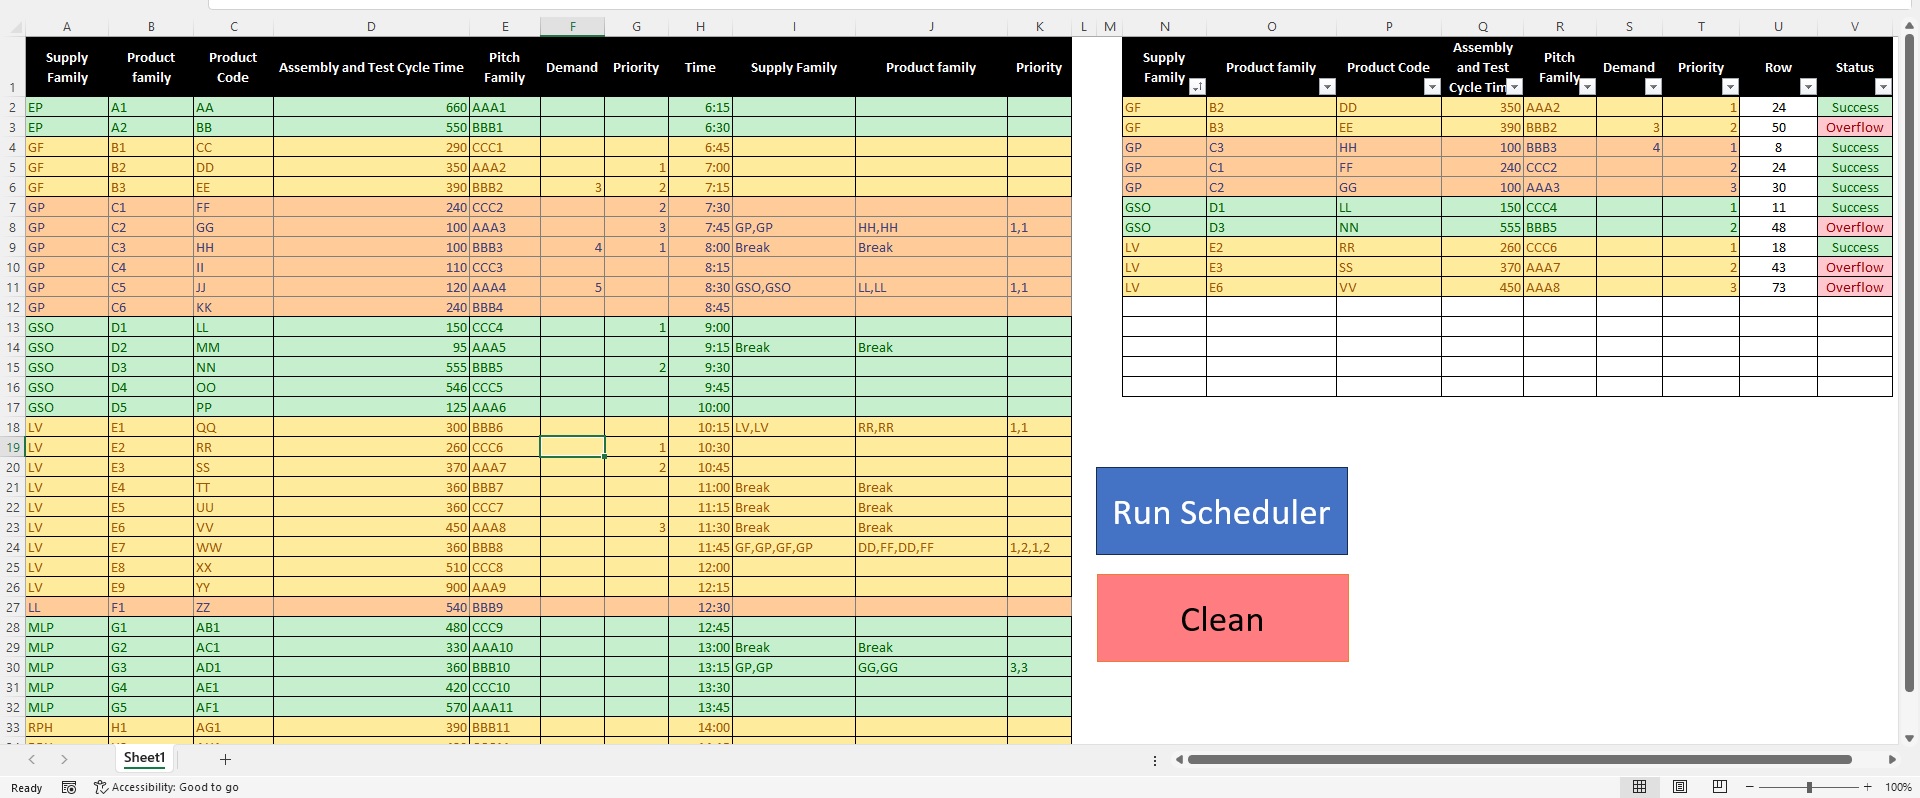 A B C D E F G H I J K L M N O P Q R S T U V
1 Supply Family Product family Product Code Assembly and Test Cycle Time Pitch Family Demand Priority Time Supply Family Product family Priority Supply Family Product family Product Code Assembly and Test Cycle Tim Pitch Family Demand Priority Row Status
2 EP A1 AA 660 AAA1 6:15 GF B2 DD 350 AAA2 1 24 Success
3 EP A2 BB 550 BBB1 6:30 GF B3 EE 390 BBB2 3 2 50 Overflow
4 GF B1 CC 290 CCC1 6:45 GP C3 HH 100 BBB3 4 1 8 Success
5 GF B2 DD 350 AAA2 1 7:00 GP C1 FF 240 CCC2 2 24 Success
6 GF B3 EE 390 BBB2 3 2 7:15 GP C2 GG 100 AAA3 3 30 Success
7 GP C1 FF 240 CCC2 2 7:30 GSO D1 LL 150 CCC4 1 11 Success
8 GP C2 GG 100 AAA3 3 7:45 GP,GP HH,HH 1,1 GSO D3 NN 555 BBB5 2 48 Overflow
9 GP C3 HH 100 BBB3 4 1 8:00 Break Break LV E2 RR 260 CCC6 1 18 Success
10 GP C4 II 110 CCC3 8:15 LV E3 SS 370 AAA7 2 43 Overflow
11 GP C5 JJ 120 AAA4 5 8:30 GSO,GSO LL,LL 1,1 LV E6 VV 450 AAA8 3 73 Overflow
12 GP C6 KK 240 BBB4 8:45
13 GSO D1 LL 150 CCC4 1 9:00
14 GSO D2 MM 95 AAA5 9:15 Break Break
15 GSO D3 NN 555 BBB5 2 9:30
16 GSO D4 OO 546 CCC5 9:45
17 GSO D5 PP 125 AAA6 10:00
18 LV E1 QQ 300 BBB6 10:15 LV,LV RR,RR 1,1
19 LV E2 RR 260 CCC6 1 10:30
20 LV E3 SS 370 AAA7 2 10:45
21 LV E4 TT 360 BBB7 11:00 Break Break
22 LV E5 UU 360 CCC7 11:15 Break Break
23 LV E6 VV 450 AAA8 3 11:30 Break Break
24 LV E7 WW 360 BBB8 11:45 GF,GP,GF,GP DD,FF,DD,FF 1,2,1,2
25 LV E8 XX 510 CCC8 12:00
26 LV E9 YY 900 AAA9 12:15
27 LL F1 ZZ 540 BBB9 12:30
28 MLP G1 AB1 480 CCC9 12:45
29 MLP G2 AC1 330 AAA10 13:00 Break Break
30 MLP G3 AD1 360 BBB10 13:15 GP,GP GG,GG 3,3
31 MLP G4 AE1 420 CCC10 13:30
32 MLP G5 AF1 570 AAA11 13:45
33 RPH H1 AG1 390 BBB11 14:00
Run Scheduler
Clean
Sheet1
Ready Accessibility: Good to go 100%